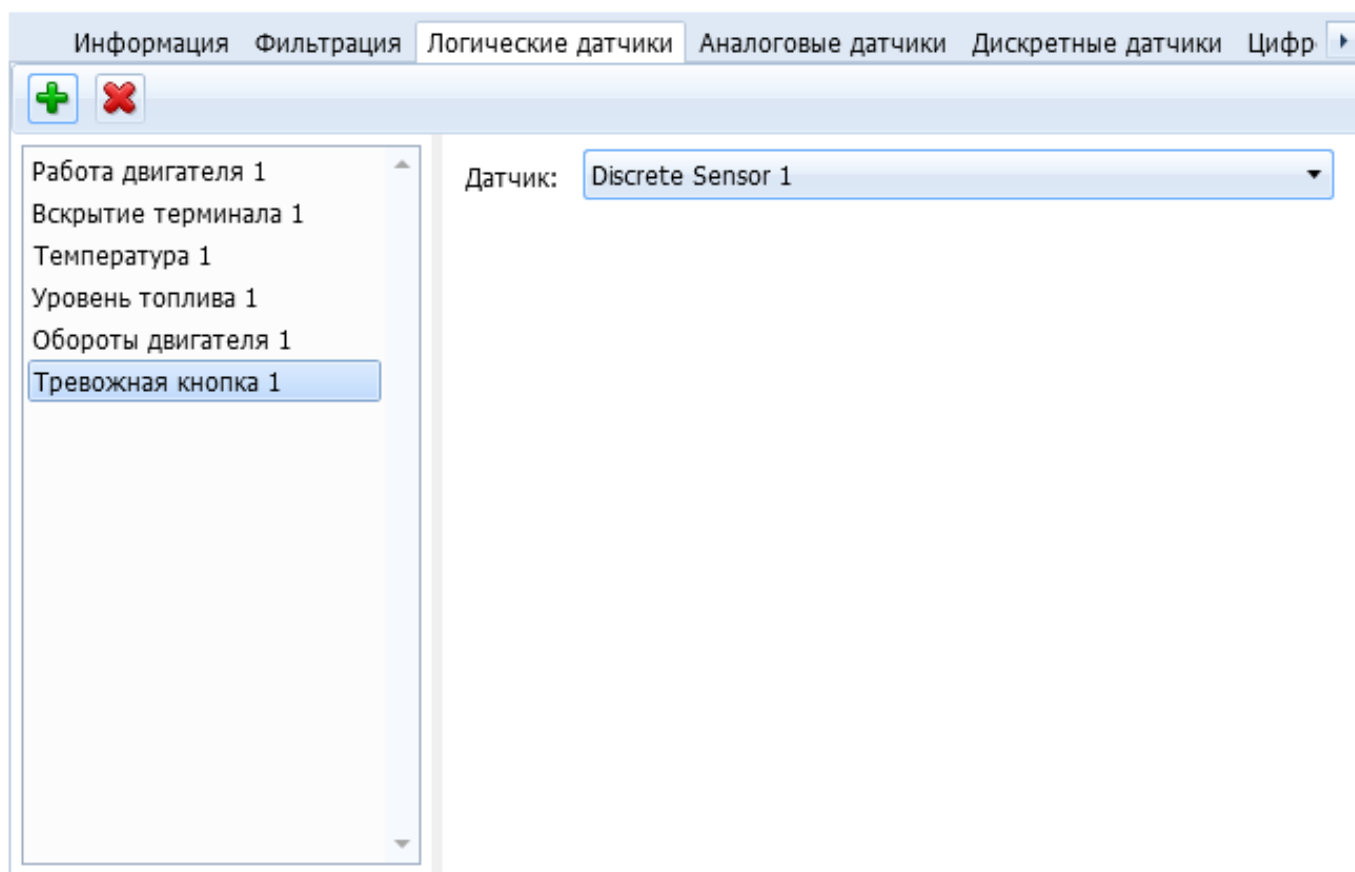 Информация Фильтрация Логические датчики Аналоговые датчики Дискретные датчики Цифр
Работа двигателя 1
Вскрытие терминала 1
Температура 1
Уровень топлива 1
Обороты двигателя 1
Тревожная кнопка 1
Датчик: Discrete Sensor 1